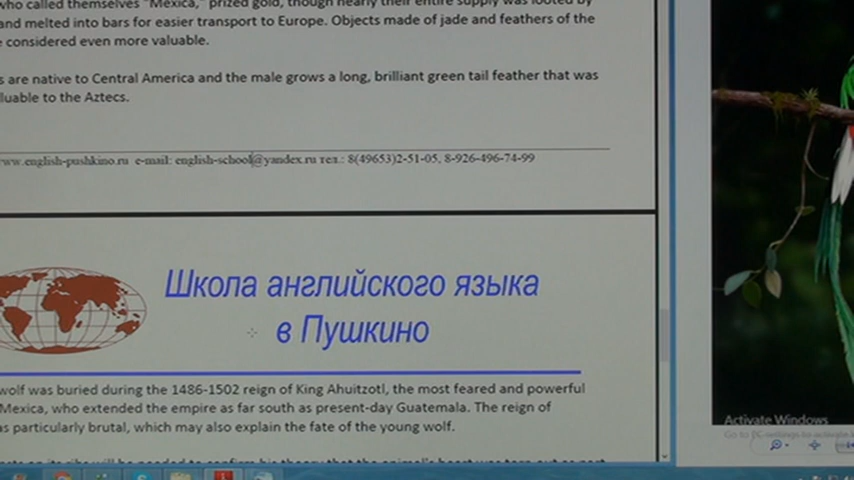 who called themselves "Mexica," prized gold, though nearly their entire supply was looted by
and melted into bars for easier transport to Europe. Objects made of jade and feathers of the
considered even more valuable.
s are native to Central America and the male grows a long, brilliant green tail feather that was
luable to the Aztecs.
www.english-pushkino.ru e-mail: english-school@yandex.ru тел.: 8(49653)2-51-05, 8-926-496-74-99
Школа английского языка
в Пушкино
wolf was buried during the 1486-1502 reign of King Ahuitzotl, the most feared and powerful
Mexica, who extended the empire as far south as present-day Guatemala. The reign of
as particularly brutal, which may also explain the fate of the young wolf.
Activate Windows
Go to PC settings to activate